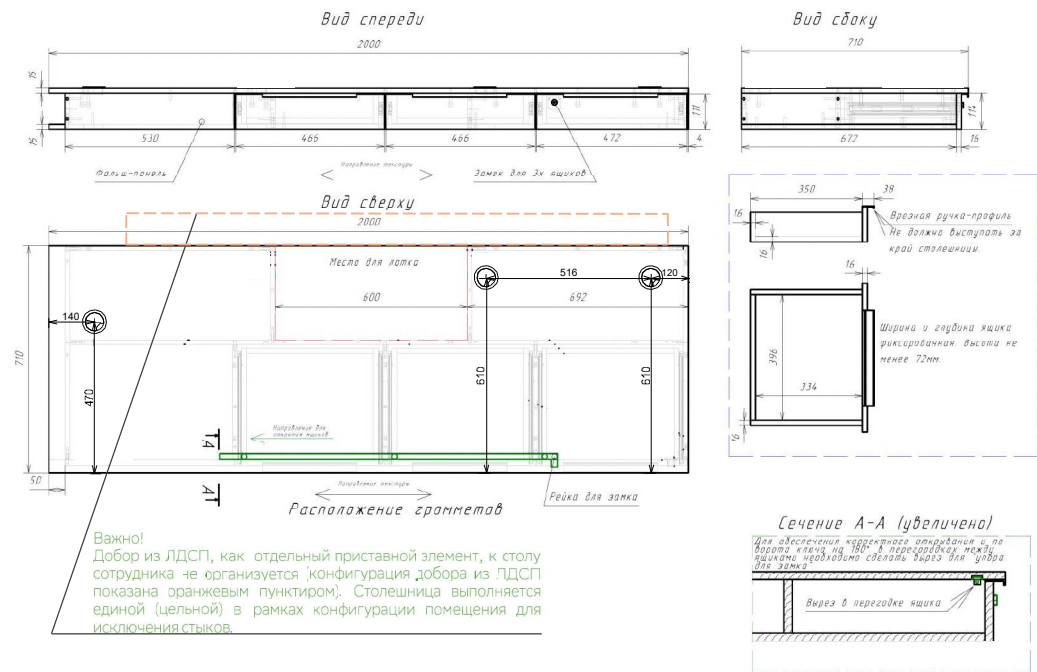 Вид спереди
Вид сбоку
2000
710
15
15
111
530
466
466
472
4
114
672
16
Фальш-панель
Направление текстуры
Замок для 3х ящиков
Вид сверху
2000
Место для лотка
516
120
600
692
140
710
470
610
610
Направление для открытия ящиков
А
А
50
Направление текстуры
Рейка для замка
Расположение громметов
350
38
16
16
Врезная ручка-профиль
Не должна выступать за
край столешницы.
16
396
334
16
Ширина и глубина ящика
фиксированная, высота не
менее 72мм.
Важно!
Добор из ЛДСП, как отдельный приставной элемент, к столу
сотрудника не организуется (конфигурация добора из ЛДСП
показана оранжевым пунктиром). Столешница выполняется
единой (цельной) в рамках конфигурации помещения для
исключения стыков.
Сечение А-А (увеличено)
Для обеспечения корректного открывания и по
ворота ключа на 180° в перегородках между
ящиками необходимо сделать вырез для "упора
для замка"
Вырез в перегодке ящика